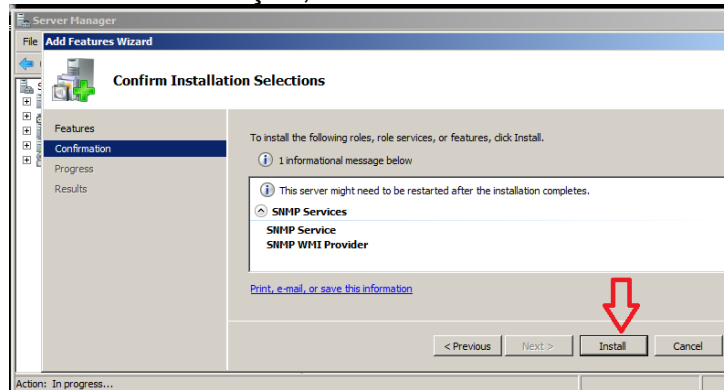 Server Manager
File
Add Features Wizard
Confirm Installation Selections
Features
Confirmation
Progress
Results
To install the following roles, role services, or features, click Install.
1 informational message below
This server might need to be restarted after the installation completes.
SNMP Services
SNMP Service
SNMP WMI Provider
Print, e-mail, or save this information
< Previous
Next >
Install
Cancel
Action: In progress...